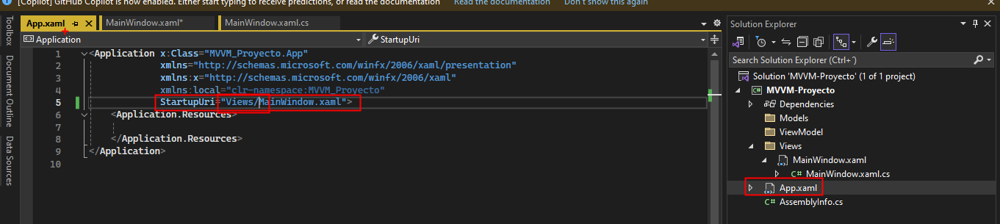 [Copilot] GitHub Copilot is now enabled. Either start typing to receive predictions, or read the documentation Read the documentation Don't show this again
Toolbox
Document Outline
Data Sources
App.xaml
MainWindow.xaml*
MainWindow.xaml.cs
Application
StartupUri
1 <Application x:Class="MVVM_Proyecto.App"
2 xmlns="http://schemas.microsoft.com/winfx/2006/xaml/presentation"
3 xmlns:x="http://schemas.microsoft.com/winfx/2006/xaml"
4 xmlns:local="clr-namespace:MVVM_Proyecto"
5 StartupUri="Views/MainWindow.xaml">
6 <Application.Resources>
7
8 </Application.Resources>
9 </Application>
10
Solution Explorer
Search Solution Explorer (Ctrl+´)
Solution 'MVVM-Proyecto' (1 of 1 project)
C# MVVM-Proyecto
Dependencies
Models
ViewModel
Views
MainWindow.xaml
C# MainWindow.xaml.cs
App.xaml
C# AssemblyInfo.cs